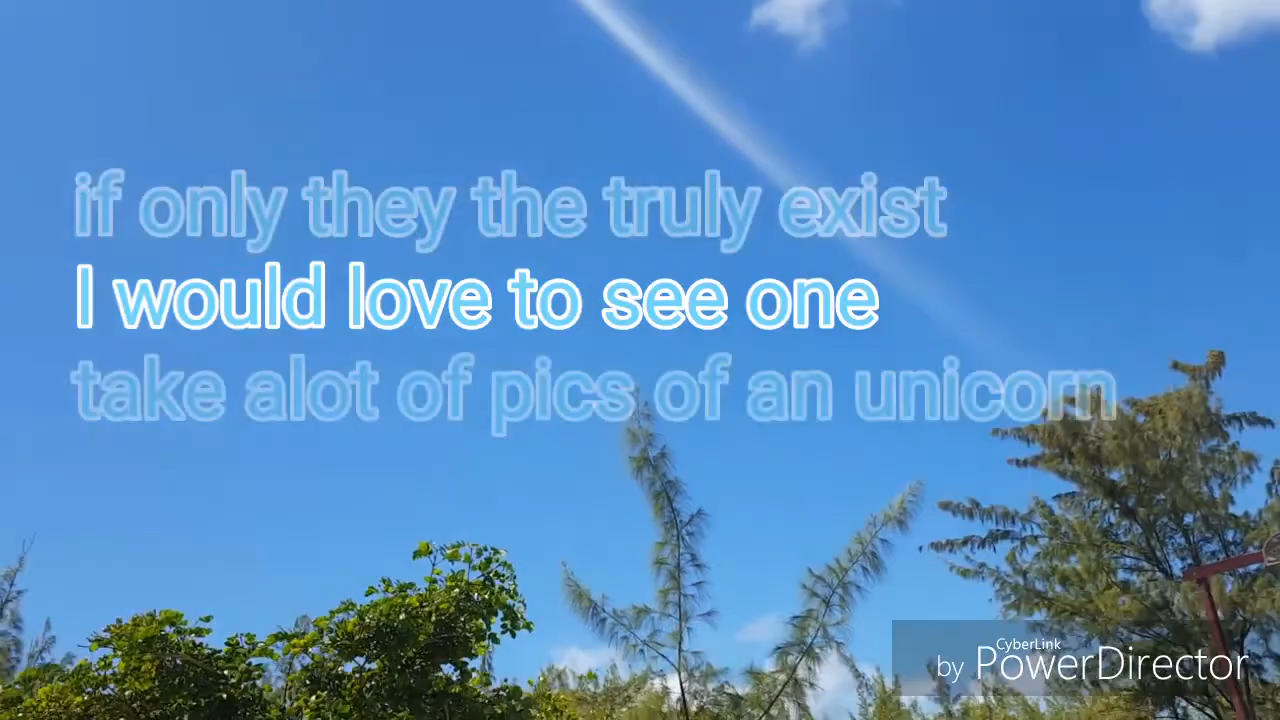 if only they the truly exist
I would love to see one
take alot of pics of an unicorn
CyberLink
by PowerDirector